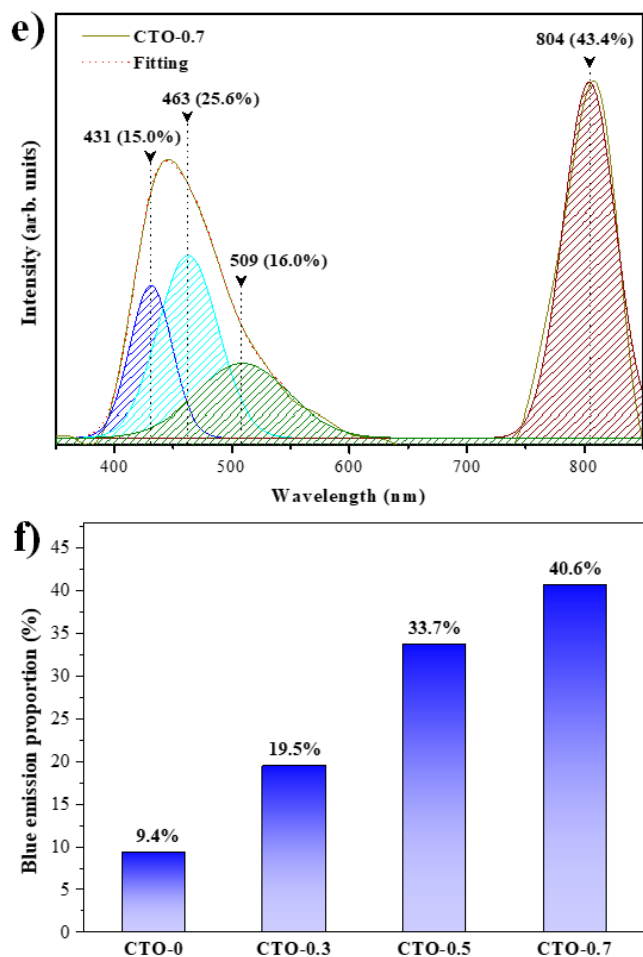 e)
CTO-0.7
Fitting
804 (43.4%)
463 (25.6%)
431 (15.0%)
509 (16.0%)
Intensity (arb. units)
400
500
600
700
800
Wavelength (nm)
f)
Blue emission proportion (%)
45
40
35
30
25
20
15
10
5
0
9.4%
19.5%
33.7%
40.6%
CTO-0
CTO-0.3
CTO-0.5
CTO-0.7